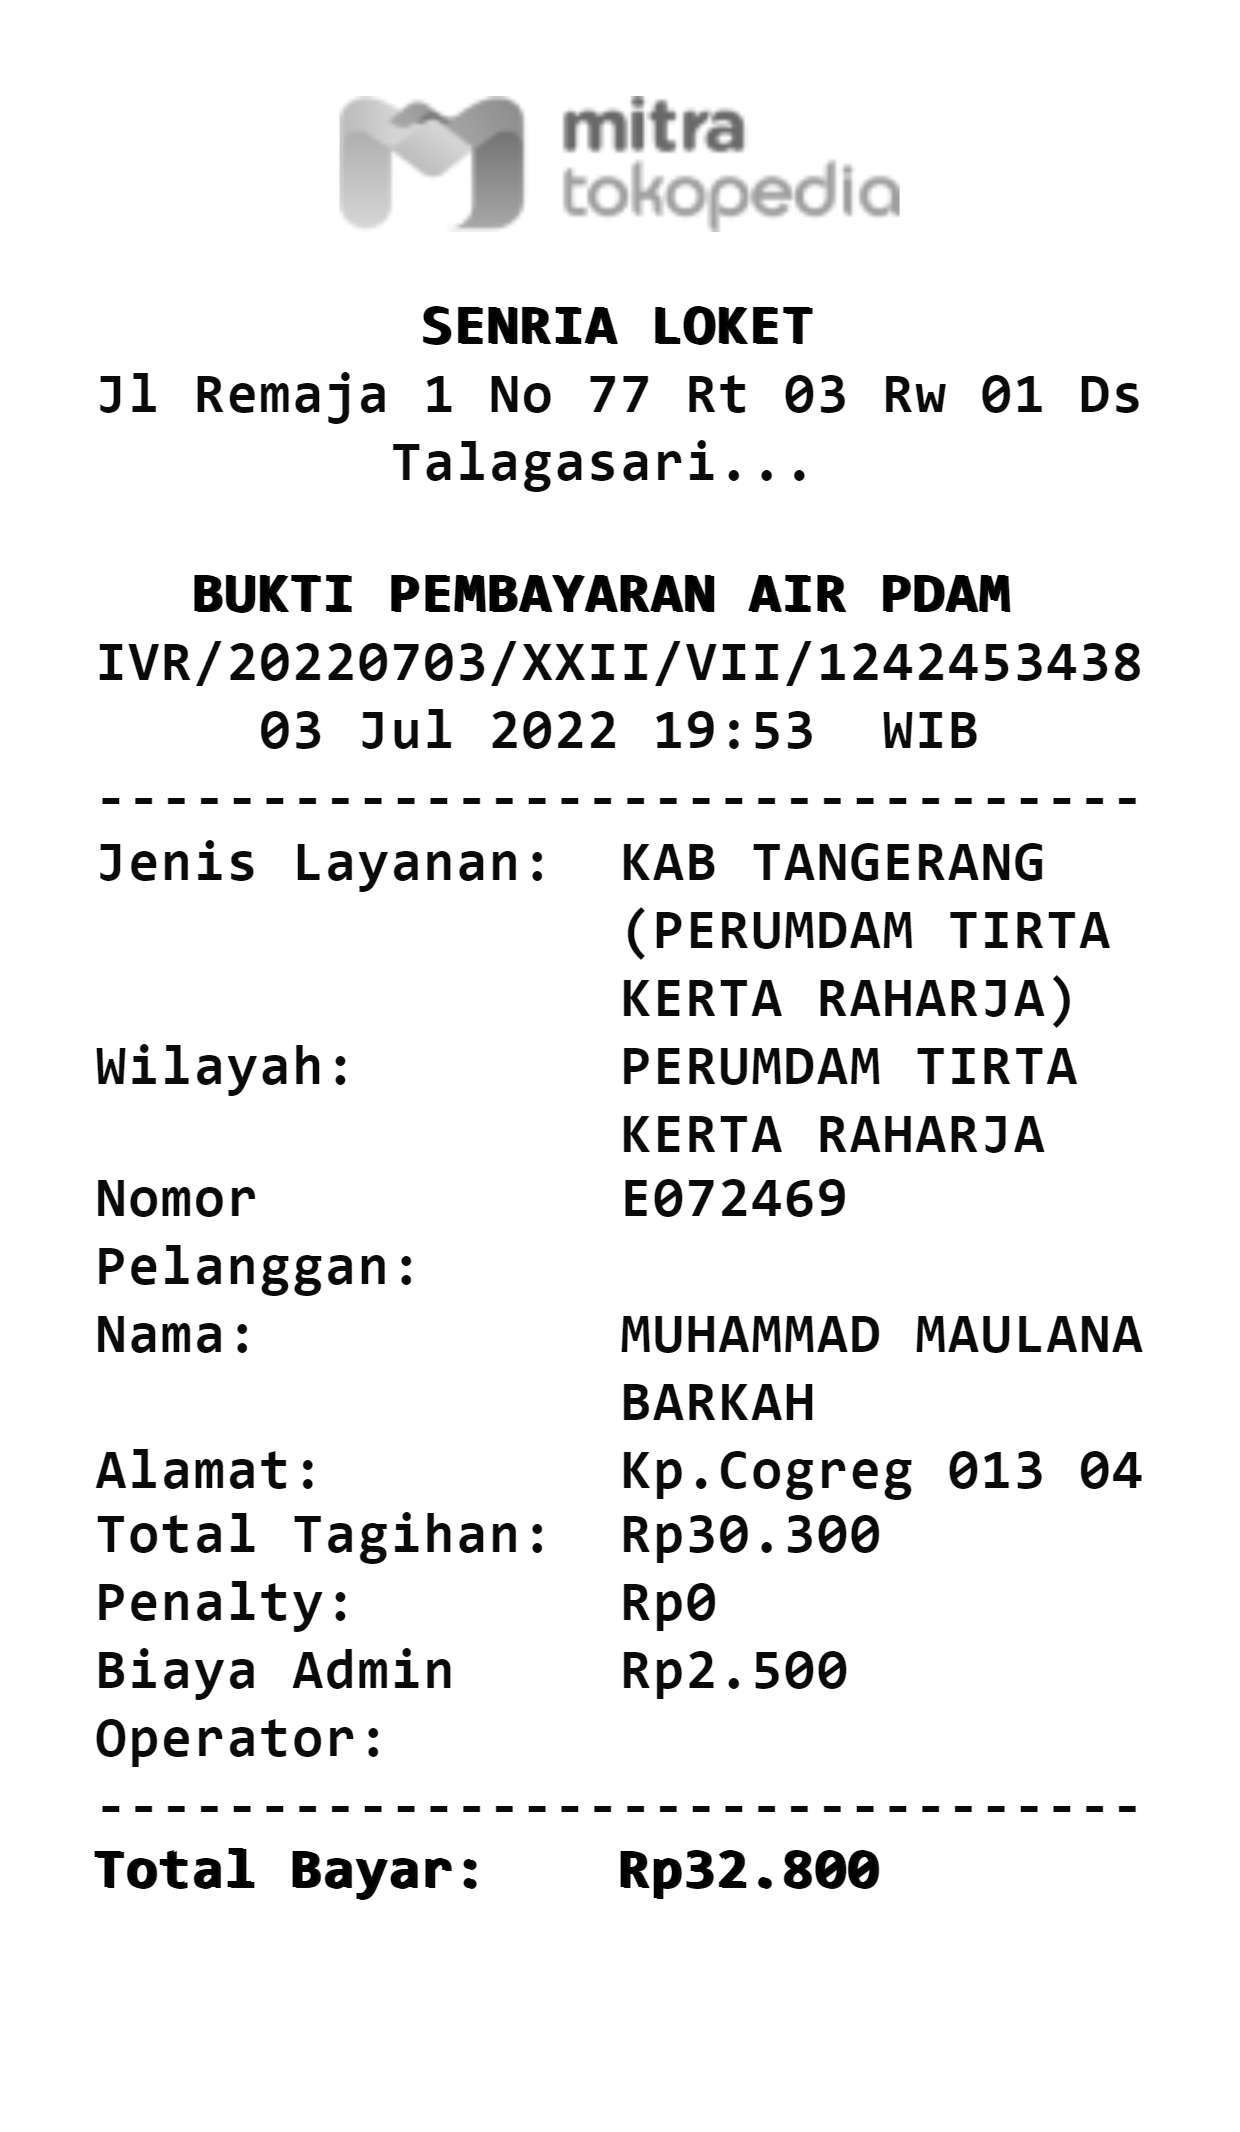 mitra
tokopedia
SENRIA LOKET
Jl Remaja 1 No 77 Rt 03 Rw 01 Ds
Talagasari...
BUKTI PEMBAYARAN AIR PDAM
IVR/20220703/XXII/VII/1242453438
03 Jul 2022 19:53  WIB
--------------------------------
Jenis Layanan: KAB TANGERANG
(PERUMDAM TIRTA
KERTA RAHARJA)
Wilayah: PERUMDAM TIRTA
KERTA RAHARJA
Nomor E072469
Pelanggan:
Nama: MUHAMMAD MAULANA
BARKAH
Alamat: Kp.Cogreg 013 04
Total Tagihan: Rp30.300
Penalty: Rp0
Biaya Admin Rp2.500
Operator:
--------------------------------
Total Bayar: Rp32.800